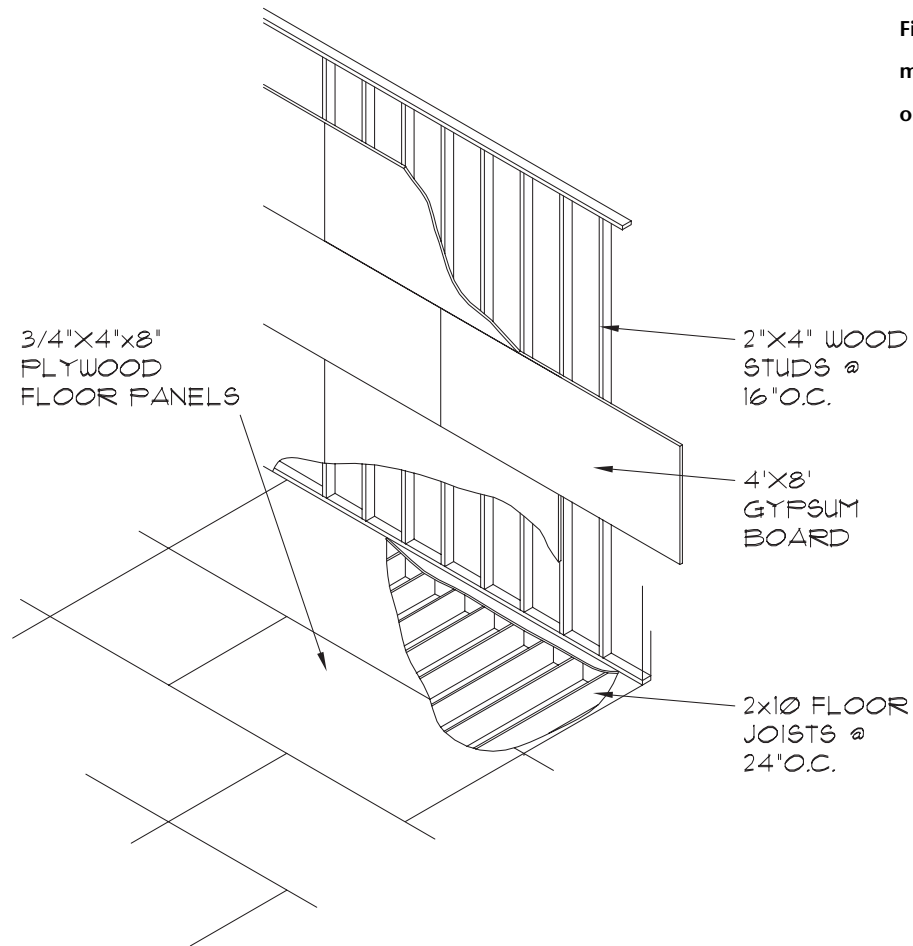 Fi
m
o
3/4"X4"x8"
PLYWOOD
FLOOR PANELS
2"X4" WOOD
STUDS @
16"O.C.
4'X8'
GYPSUM
BOARD
2x10 FLOOR
JOISTS @
24"O.C.